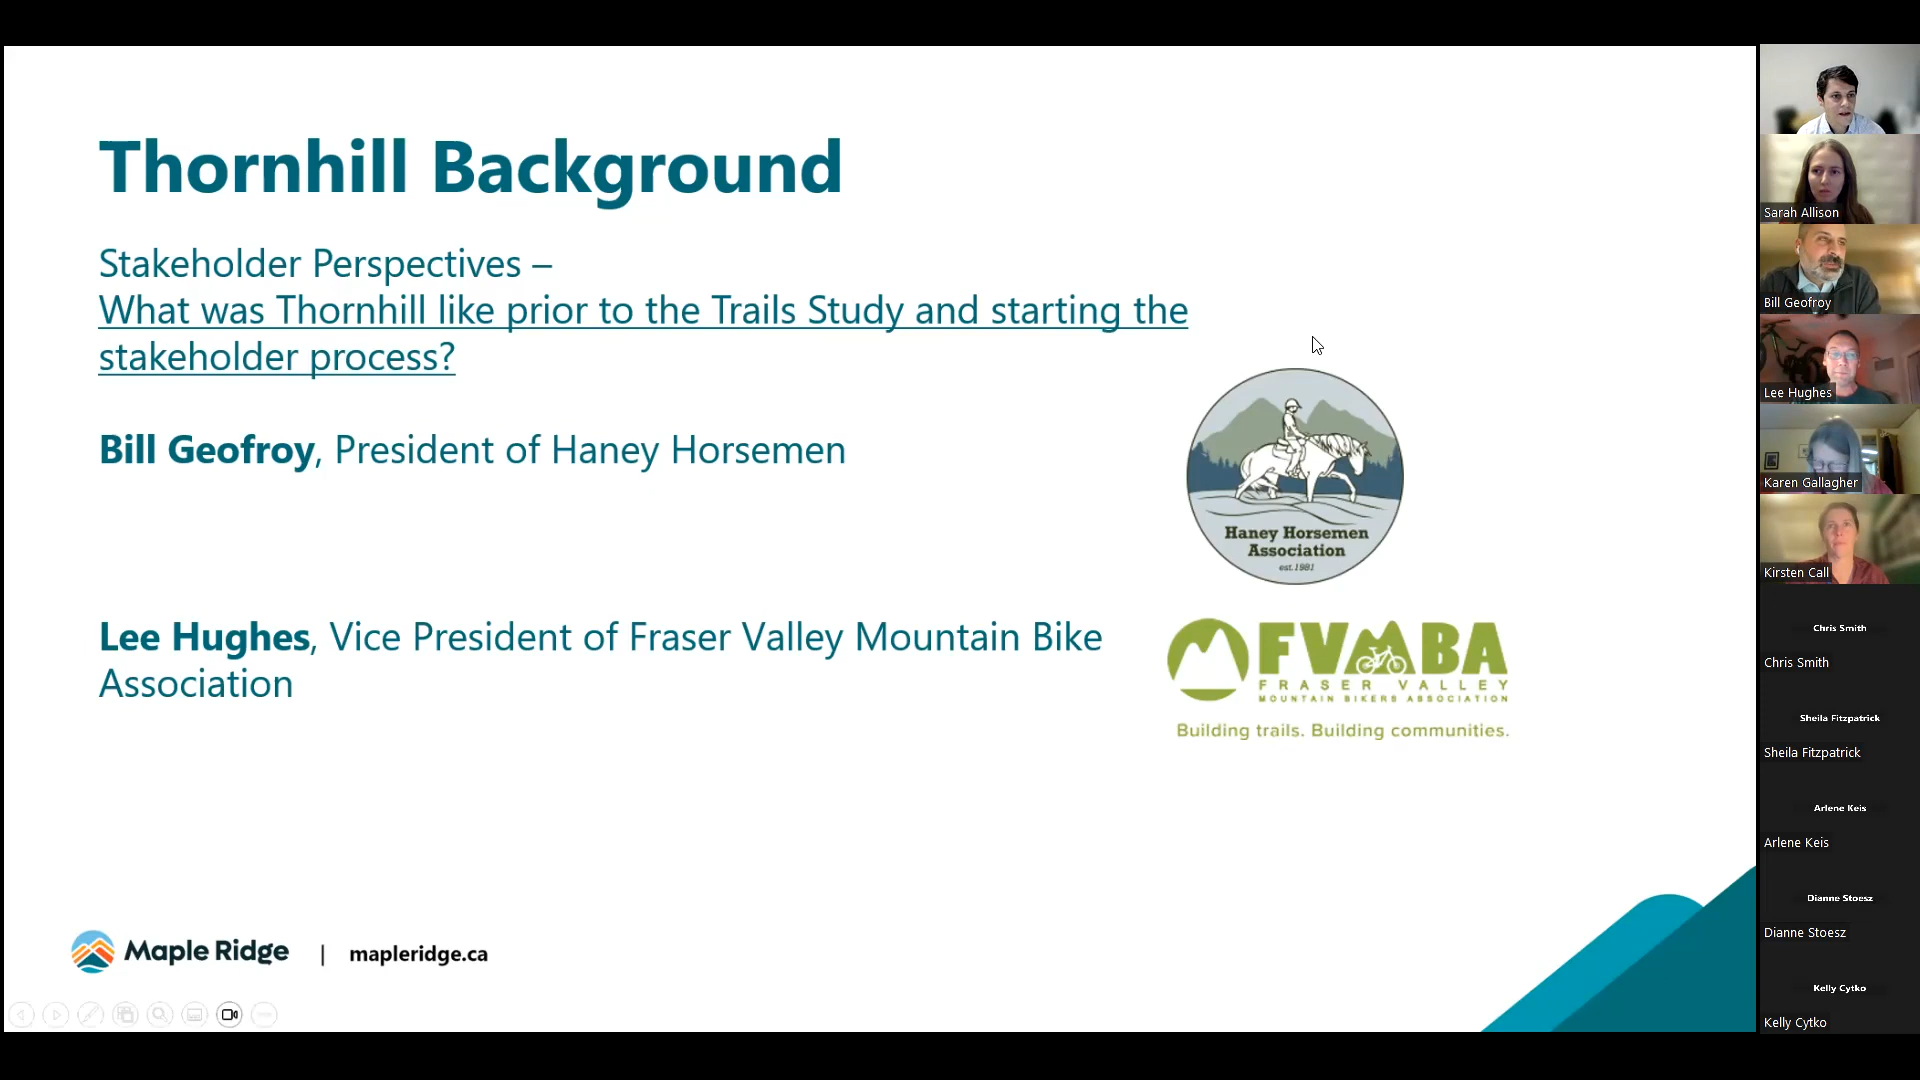 Thornhill Background
Stakeholder Perspectives –
What was Thornhill like prior to the Trails Study and starting the
stakeholder process?
Bill Geofroy, President of Haney Horsemen
Haney Horsemen
Association
est. 1981
Lee Hughes, Vice President of Fraser Valley Mountain Bike
Association
FVMBA
FRASER VALLEY
MOUNTAIN BIKERS ASSOCIATION
Building trails. Building communities.
Maple Ridge | mapleridge.ca
Sarah Allison
Bill Geofroy
Lee Hughes
Karen Gallagher
Kirsten Call
Chris Smith
Chris Smith
Sheila Fitzpatrick
Sheila Fitzpatrick
Arlene Keis
Arlene Keis
Dianne Stoesz
Dianne Stoesz
Kelly Cytko
Kelly Cytko